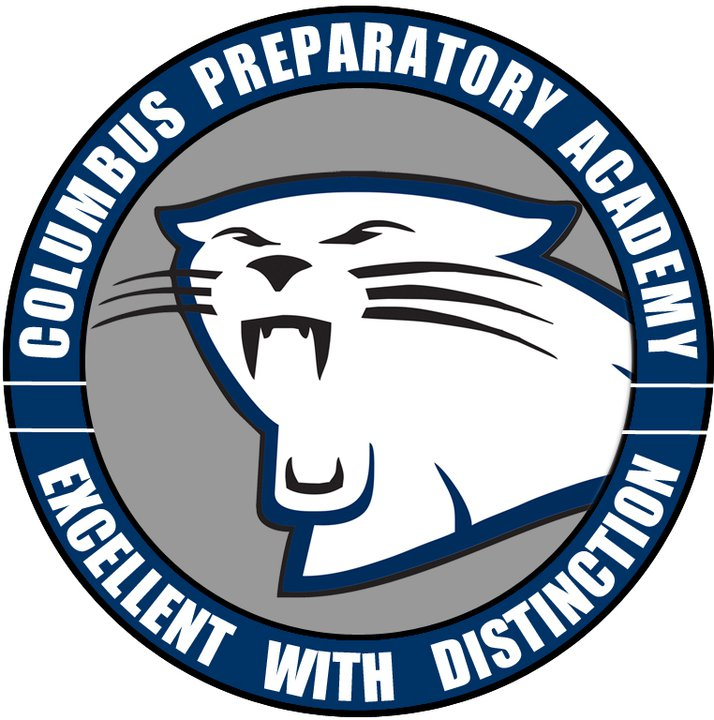 COLUMBUS PREPARATORY ACADEMY
EXCELLENT WITH DISTINCTION